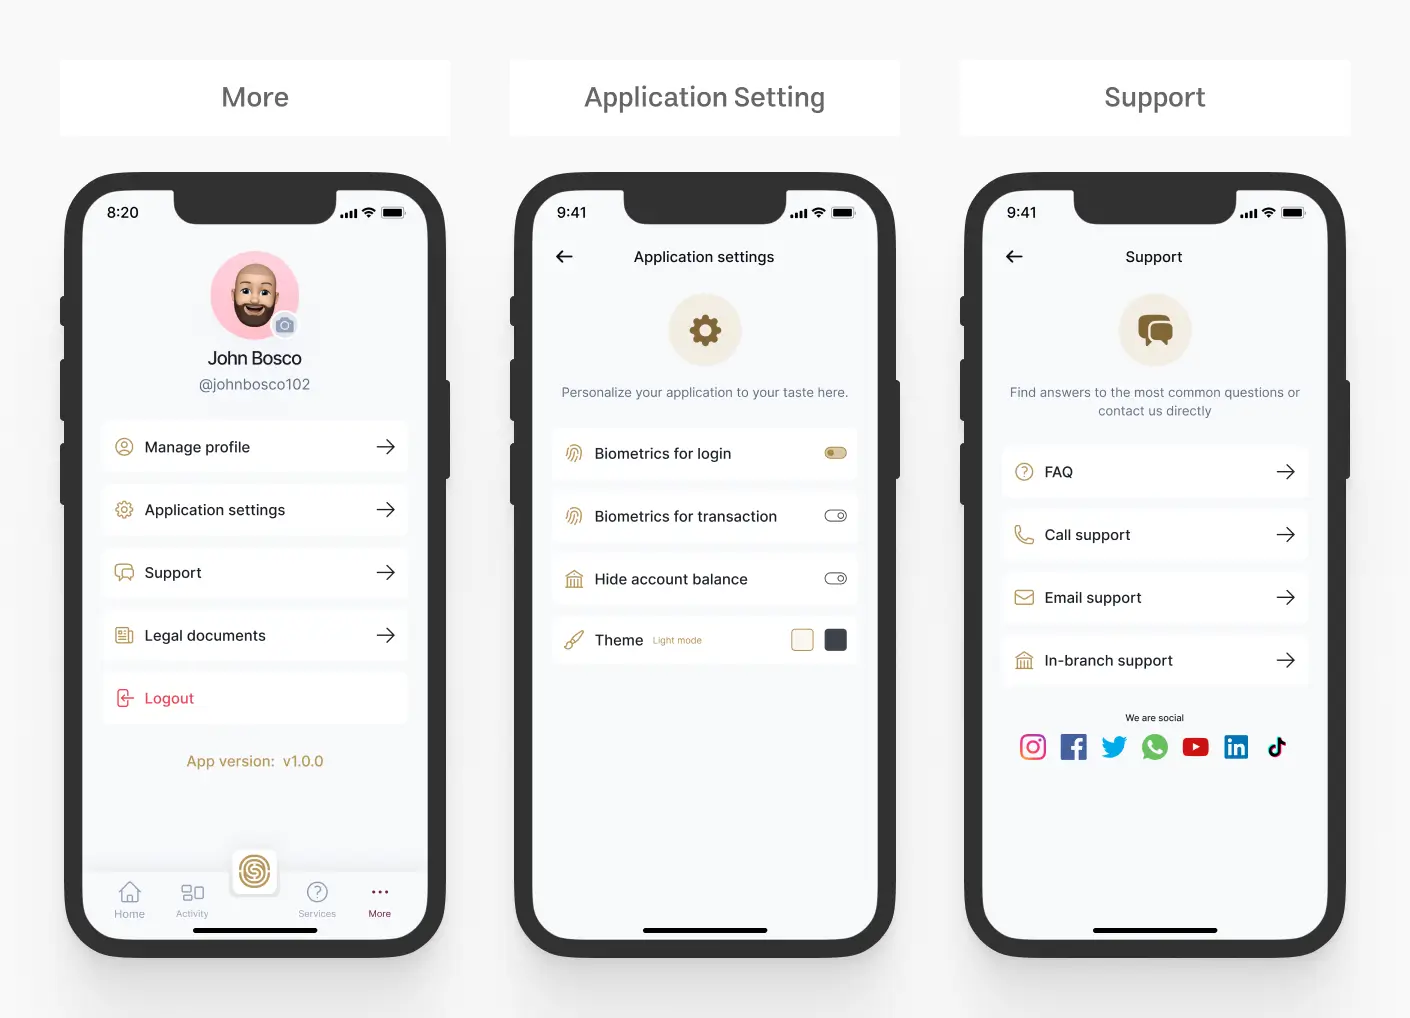 More
Application Setting
Support
8:20
John Bosco
@johnbosco102
Manage profile
Application settings
Support
Legal documents
Logout
App version: v1.0.0
Home
Activity
Services
More
9:41
Application settings
Personalize your application to your taste here.
Biometrics for login
Biometrics for transaction
Hide account balance
Theme Light mode
9:41
Support
Find answers to the most common questions or
contact us directly
FAQ
Call support
Email support
In-branch support
We are social